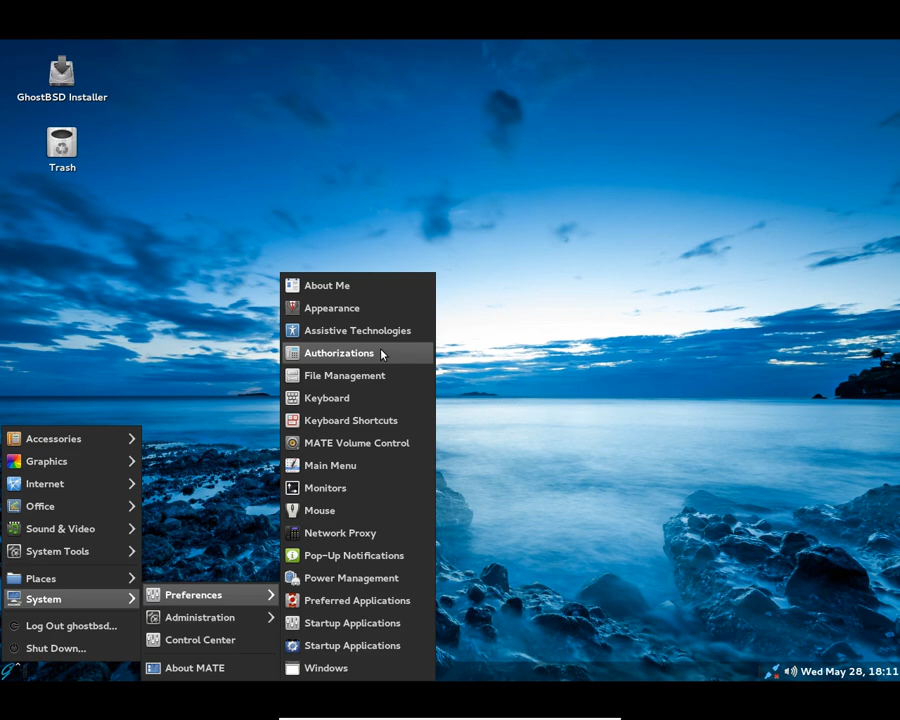 GhostBSD Installer
Trash
About Me
Appearance
Assistive Technologies
Authorizations
File Management
Keyboard
Keyboard Shortcuts
MATE Volume Control
Main Menu
Monitors
Mouse
Network Proxy
Pop-Up Notifications
Power Management
Preferred Applications
Startup Applications
Startup Applications
Windows
Accessories
Graphics
Internet
Office
Sound & Video
System Tools
Places
System
Log Out ghostbsd...
Shut Down...
Preferences
Administration
Control Center
About MATE
Wed May 28, 18:11